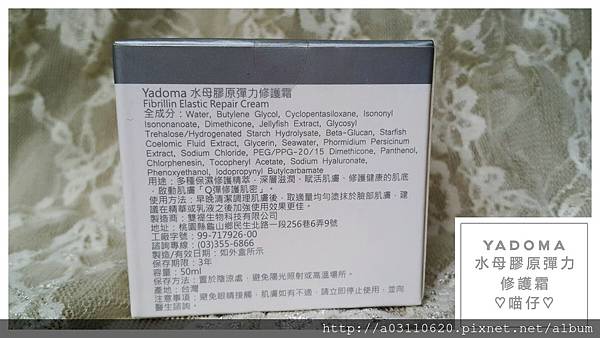 Yadoma 水母膠原彈力修護霜
Fibrillin Elastic Repair Cream
全成分：Water, Butylene Glycol, Cyclopentasiloxane, Isononyl
Isononanoate, Dimethicone, Jellyfish Extract, Glycosyl
Trehalose/Hydrogenated Starch Hydrolysate, Beta-Glucan, Starfish
Coelomic Fluid Extract, Glycerin, Seawater, Phormidium Persicinum
Extract, Sodium Chloride, PEG/PPG-20/15 Dimethicone, Panthenol,
Chlorphenesin, Tocopheryl Acetate, Sodium Hyaluronate,
Phenoxyethanol, Iodopropynyl Butylcarbamate
用途：多種保濕修護精萃，深層滋潤、賦活肌膚，修護健康的肌底
，啟動肌膚「Q彈修護肌密」。
使用方法：早晚清潔調理肌膚後，取適量均勻塗抹於臉部肌膚，建
議在精華或乳液之後加強使用效果更佳。
製造商：雙褆生物科技有限公司
地址：桃園縣龜山鄉民生北路一段256巷6弄9號
工廠字號：99-717926-00
諮詢專線：(03)355-6866
製造/有效日期：如外盒所示
保存期限：3年
容量：50ml
保存方法：置於陰涼處，避免陽光照射或高溫場所。
產地：台灣
注意事項：避免眼睛接觸，肌膚如有不適，請立即停止使用，並向
醫生諮詢。
YADOMA
水母膠原彈力
修護霜
♡喵仔♡
http://a03110620.pixnet.net/album